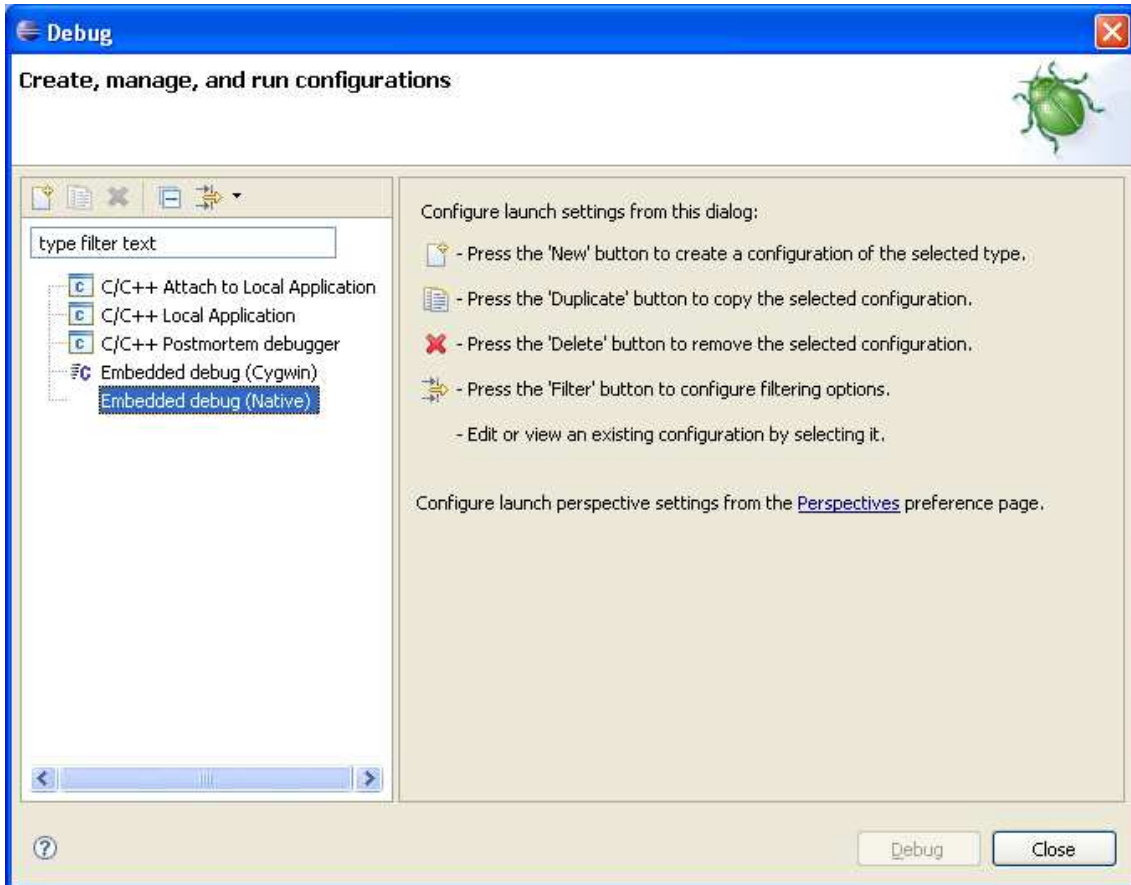 Debug
Create, manage, and run configurations
type filter text
C/C++ Attach to Local Application
C/C++ Local Application
C/C++ Postmortem debugger
Embedded debug (Cygwin)
Embedded debug (Native)
Configure launch settings from this dialog:
- Press the 'New' button to create a configuration of the selected type.
- Press the 'Duplicate' button to copy the selected configuration.
- Press the 'Delete' button to remove the selected configuration.
- Press the 'Filter' button to configure filtering options.
- Edit or view an existing configuration by selecting it.
Configure launch perspective settings from the Perspectives preference page.
Debug
Close